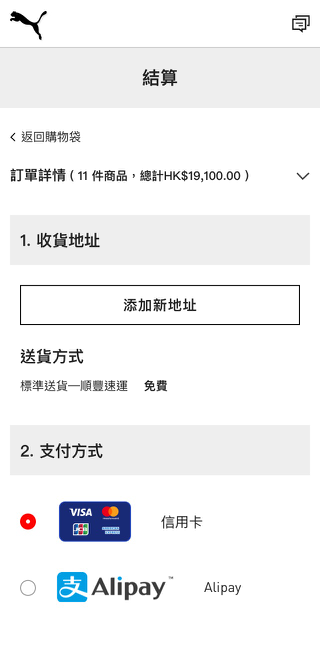 結算
返回購物袋
訂單詳情 ( 11 件商品，總計HK$19,100.00 )
1. 收貨地址
添加新地址
送貨方式
標準送貨—順豐速運 免費
2. 支付方式
VISA
JCB
信用卡
支 Alipay™ Alipay